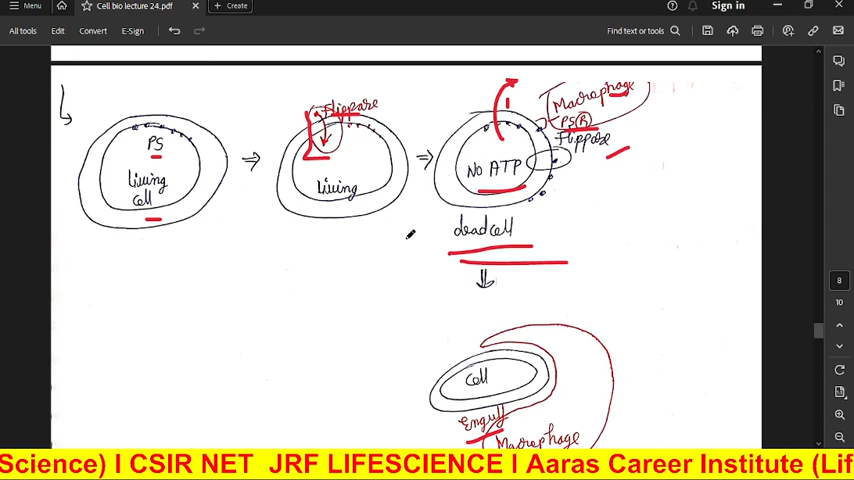 Menu
Cell bio lecture 24.pdf
Create
Sign in
All tools
Edit
Convert
E-Sign
Find text or tools
PS
Living
cell
Flippase
Living
NO ATP
dead cell
Macrophage
PS(R)
Flippase
Cell
Engulf
Macrophage
8
10
Science) I CSIR NET JRF LIFESCIENCE I Aaras Career Institute (Lif